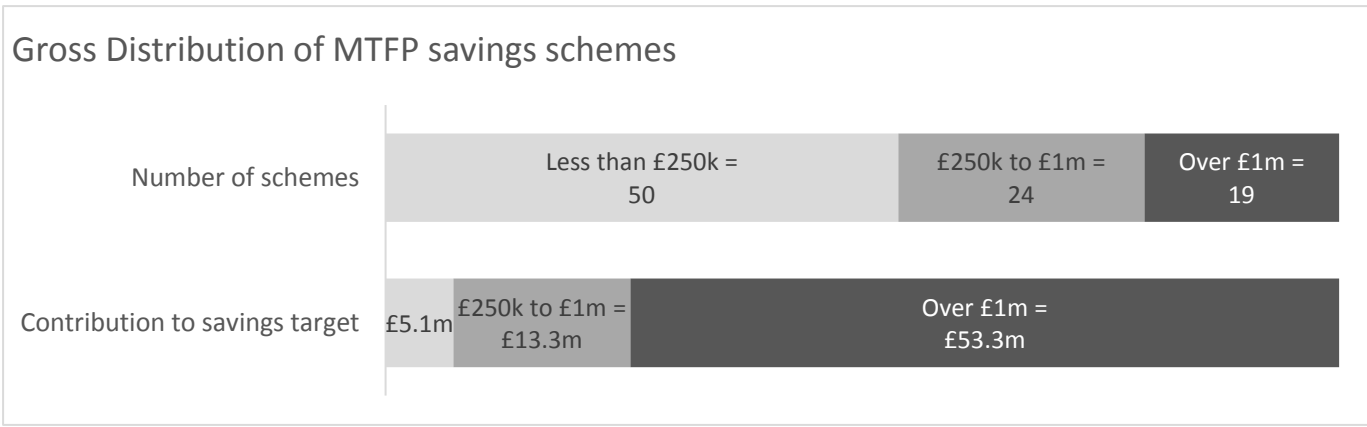 Gross Distribution of MTFP savings schemes
Number of schemes
Less than £250k =
50
£250k to £1m =
24
Over £1m =
19
Contribution to savings target
£5.1m
£250k to £1m =
£13.3m
Over £1m =
£53.3m